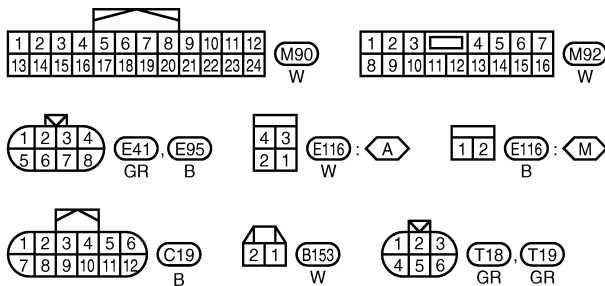 1 2 3 4 5 6 7 8 9 10 11 12
13 14 15 16 17 18 19 20 21 22 23 24
M90
W
1 2 3 4 5 6 7
8 9 10 11 12 13 14 15 16
M92
W
1 2 3 4
5 6 7 8
E41, E95
GR B
4 3
2 1
E116 : A
W
1 2
E116 : M
B
1 2 3 4 5 6
7 8 9 10 11 12
C19
B
2 1
B153
W
1 2 3
4 5 6
T18, T19
GR GR